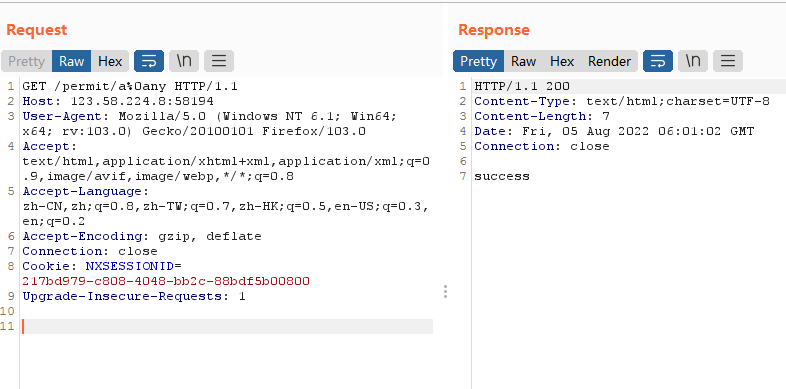 Request
Response
Pretty Raw Hex \n
Pretty Raw Hex Render \n
1 GET /permit/a%0any HTTP/1.1
2 Host: 123.58.224.8:58194
3 User-Agent: Mozilla/5.0 (Windows NT 6.1; Win64;
x64; rv:103.0) Gecko/20100101 Firefox/103.0
4 Accept:
text/html,application/xhtml+xml,application/xml;q=0
.9,image/avif,image/webp,*/*;q=0.8
5 Accept-Language:
zh-CN,zh;q=0.8,zh-TW;q=0.7,zh-HK;q=0.5,en-US;q=0.3,
en;q=0.2
6 Accept-Encoding: gzip, deflate
7 Connection: close
8 Cookie: NXSESSIONID=
217bd979-c808-4048-bb2c-88bdf5b00800
9 Upgrade-Insecure-Requests: 1
10
11
1 HTTP/1.1 200
2 Content-Type: text/html;charset=UTF-8
3 Content-Length: 7
4 Date: Fri, 05 Aug 2022 06:01:02 GMT
5 Connection: close
6
7 success